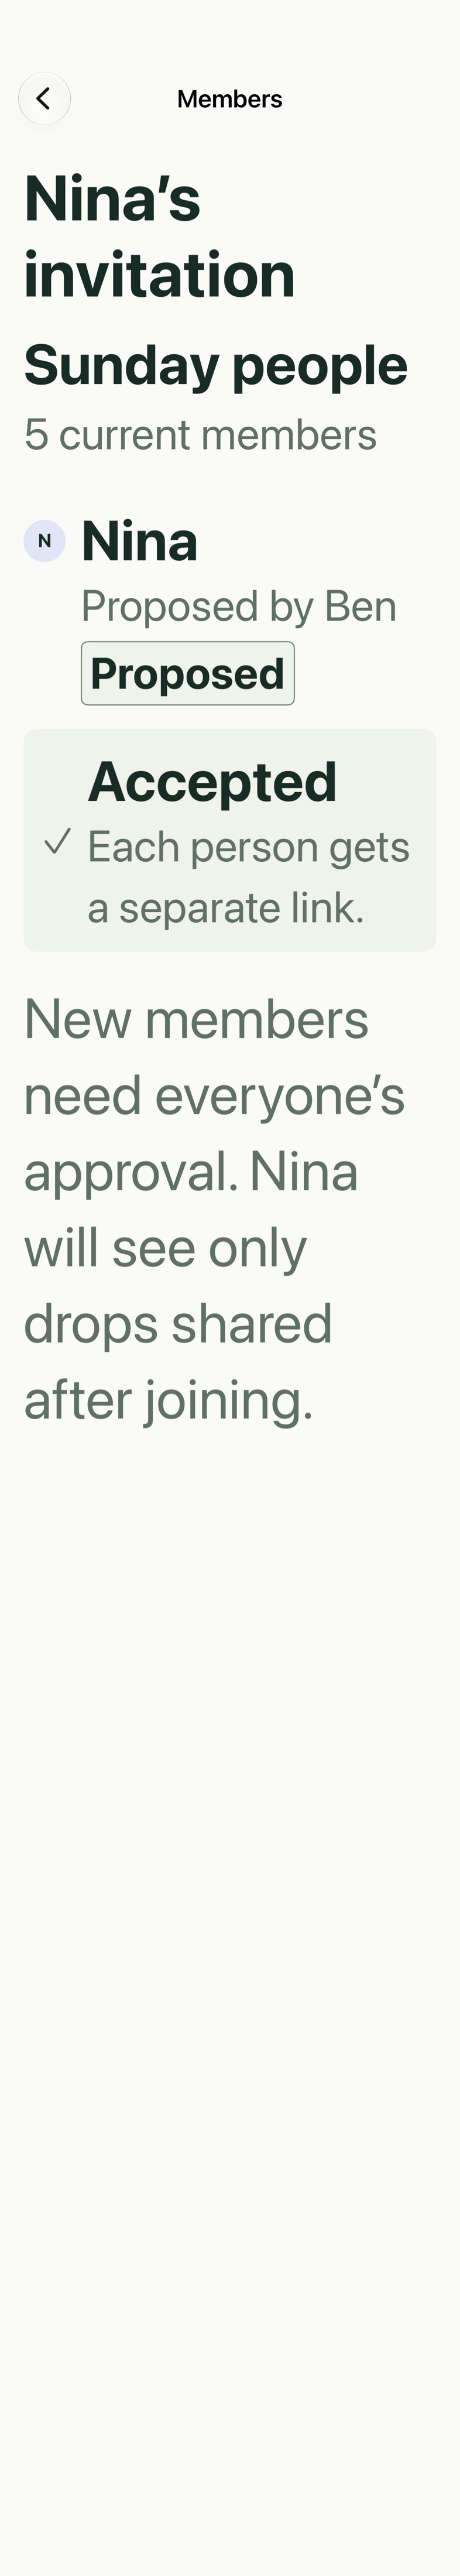 Members
Nina’s
invitation
Sunday people
5 current members
N
Nina
Proposed by Ben
Proposed
Accepted
Each person gets
a separate link.
New members
need everyone’s
approval. Nina
will see only
drops shared
after joining.